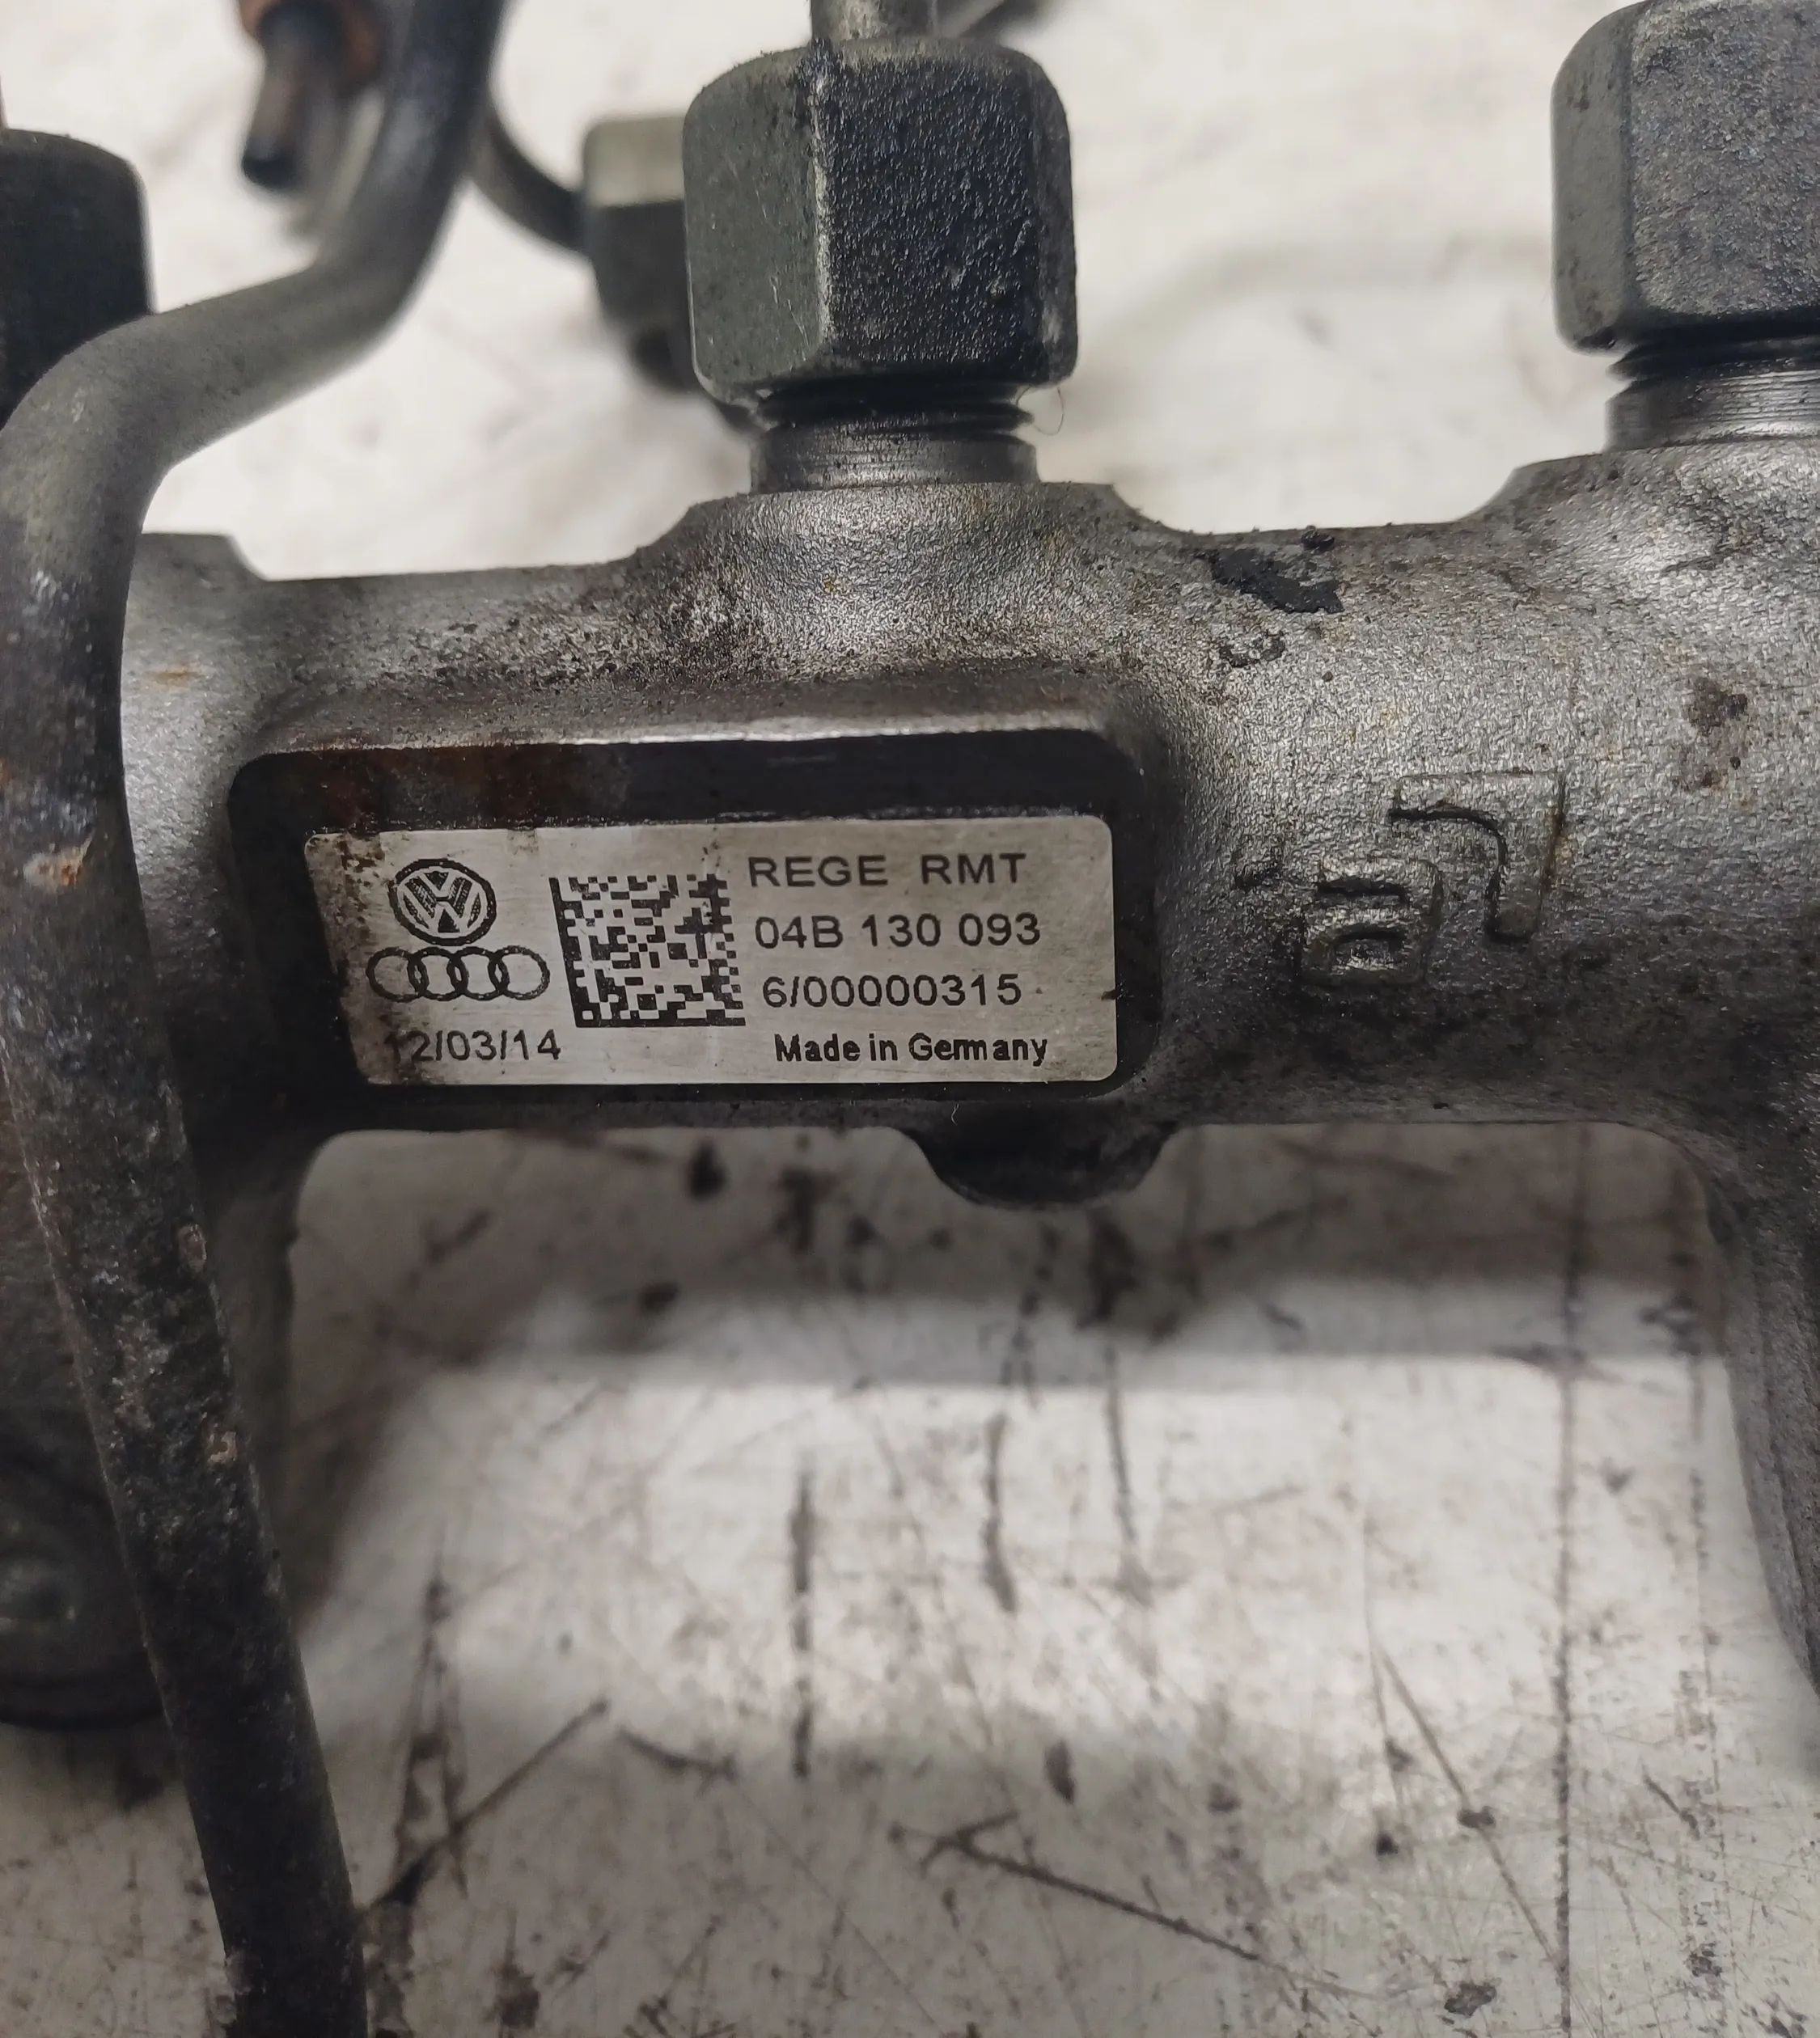 REGE RMT
04B 130 093
6/00000315
12/03/14
Made in Germany